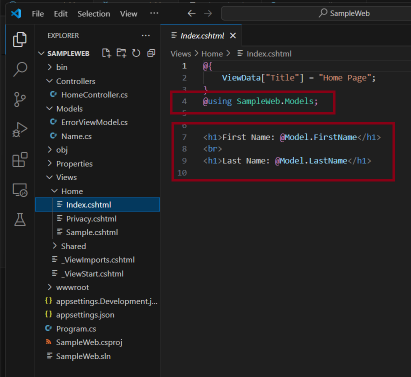 File Edit Selection View ...
SampleWeb
EXPLORER
SAMPLEWEB
bin
Controllers
HomeController.cs
Models
ErrorViewModel.cs
Name.cs
obj
Properties
Views
Home
Index.cshtml
Privacy.cshtml
Sample.cshtml
Shared
_ViewImports.cshtml
_ViewStart.cshtml
wwwroot
{} appsettings.Development.j...
{} appsettings.json
Program.cs
SampleWeb.csproj
SampleWeb.sln
Index.cshtml X
Views > Home > Index.cshtml
1 @{
2 ViewData["Title"] = "Home Page";
3 }
4 @using SampleWeb.Models;
5
6
7 <h1>First Name: @Model.FirstName</h1>
8 <br>
9 <h1>Last Name: @Model.LastName</h1>
10